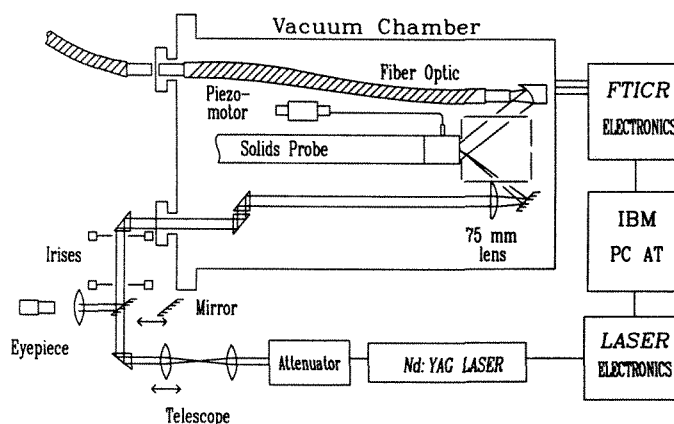 Vacuum Chamber
Fiber Optic
Piezo-
motor
Solids Probe
FTICR
ELECTRONICS
75 mm
lens
IBM
PC AT
Irises
Mirror
Eyepiece
Attenuator
Nd:YAG LASER
LASER
ELECTRONICS
Telescope